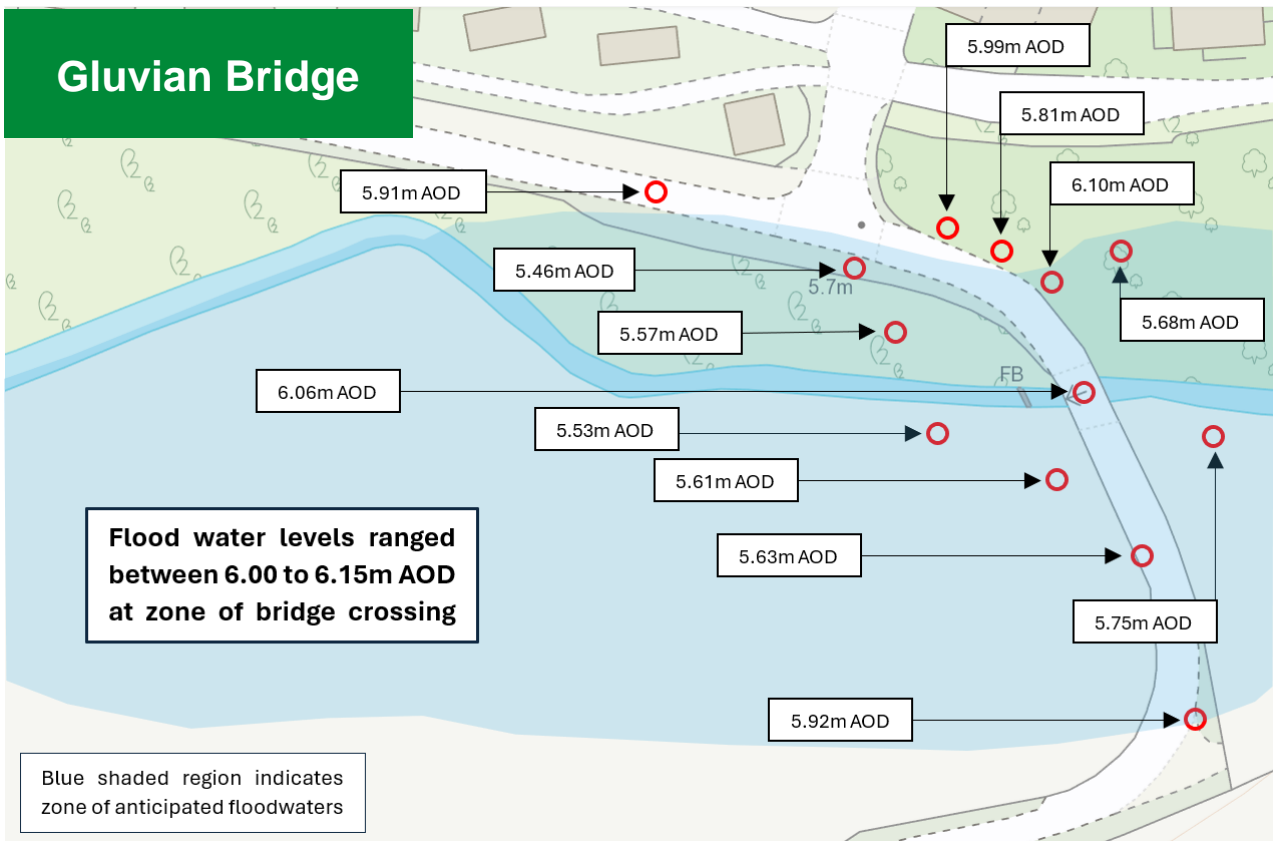 Gluvian Bridge
5.99m AOD
5.81m AOD
6.10m AOD
5.91m AOD
5.46m AOD
5.7m
5.68m AOD
5.57m AOD
FB
6.06m AOD
5.53m AOD
5.61m AOD
Flood water levels ranged
between 6.00 to 6.15m AOD
at zone of bridge crossing
5.63m AOD
5.75m AOD
5.92m AOD
Blue shaded region indicates
zone of anticipated floodwaters